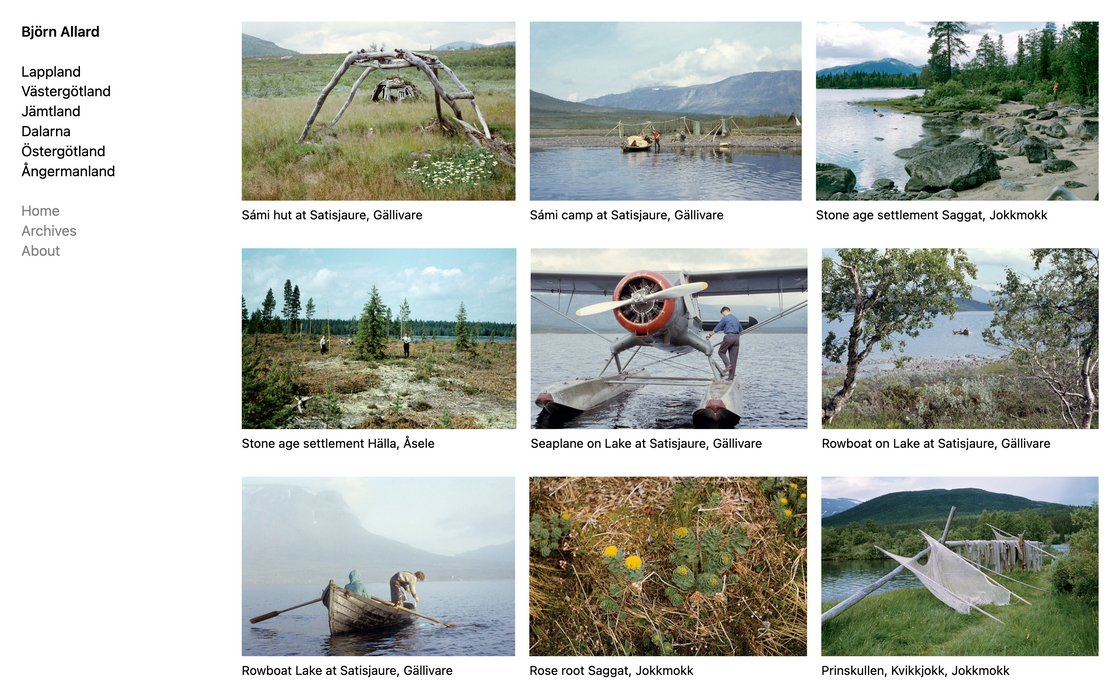 Björn Allard
Lappland
Västergötland
Jämtland
Dalarna
Östergötland
Ångermanland
Home
Archives
About
Sámi hut at Satisjaure, Gällivare
Sámi camp at Satisjaure, Gällivare
Stone age settlement Saggat, Jokkmokk
Stone age settlement Hälla, Åsele
Seaplane on Lake at Satisjaure, Gällivare
Rowboat on Lake at Satisjaure, Gällivare
Rowboat Lake at Satisjaure, Gällivare
Rose root Saggat, Jokkmokk
Prinskullen, Kvikkjokk, Jokkmokk